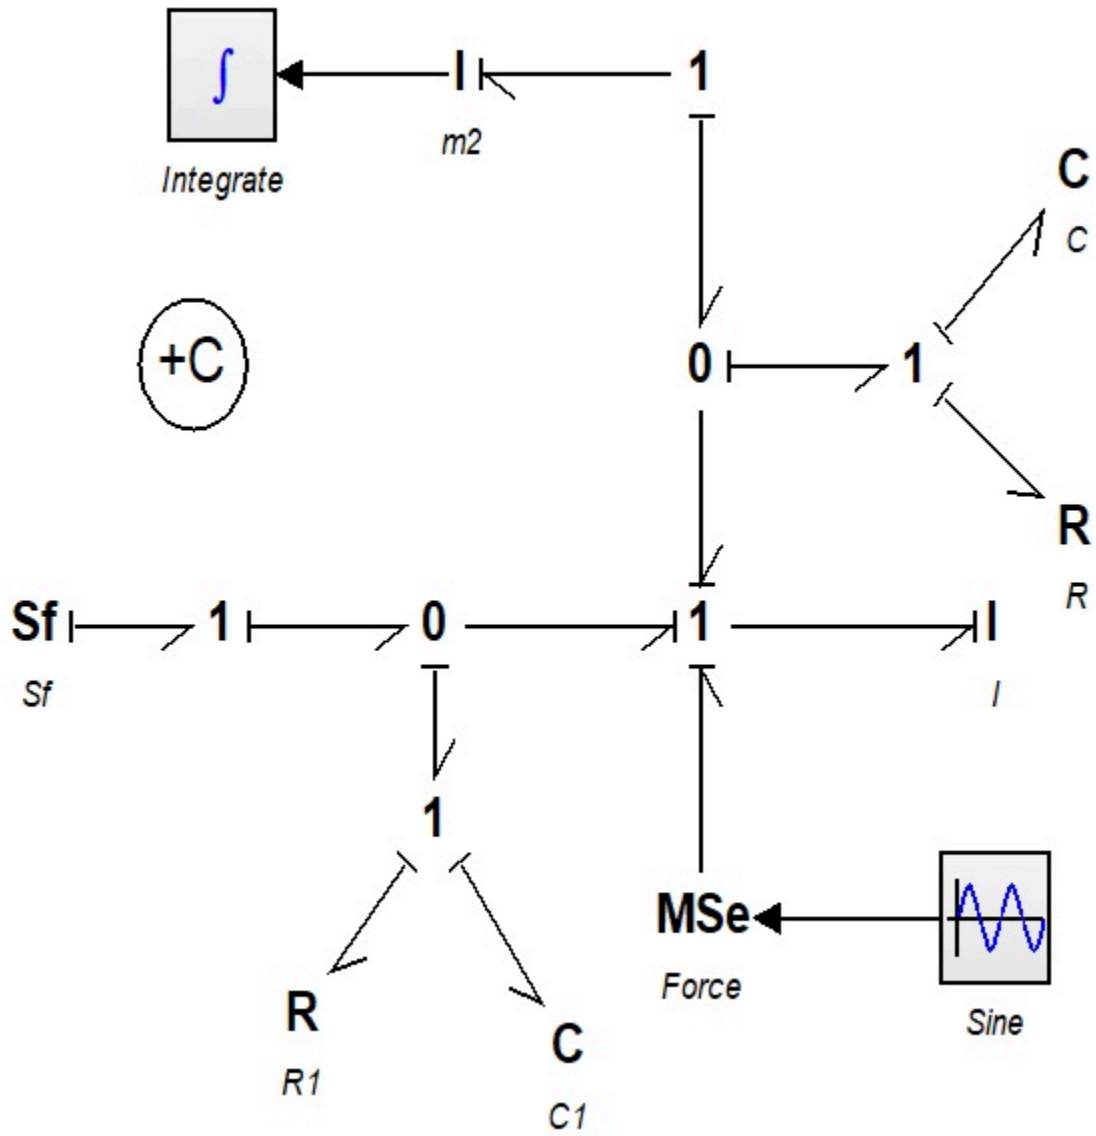 ∫
I
1
m2
Integrate
C
C
+C
0
1
R
R
Sf
1
0
1
I
Sf
I
1
MSe
Force
Sine
R
R1
C
C1